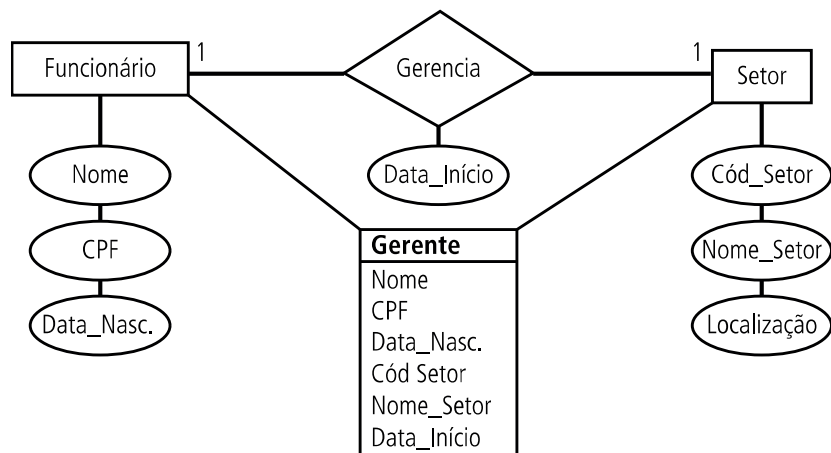 Funcionário
1
Gerencia
1
Setor
Nome
CPF
Data_Nasc.
Data_Início
Cód_Setor
Nome_Setor
Localização
Gerente
Nome
CPF
Data_Nasc.
Cód Setor
Nome_Setor
Data_Início